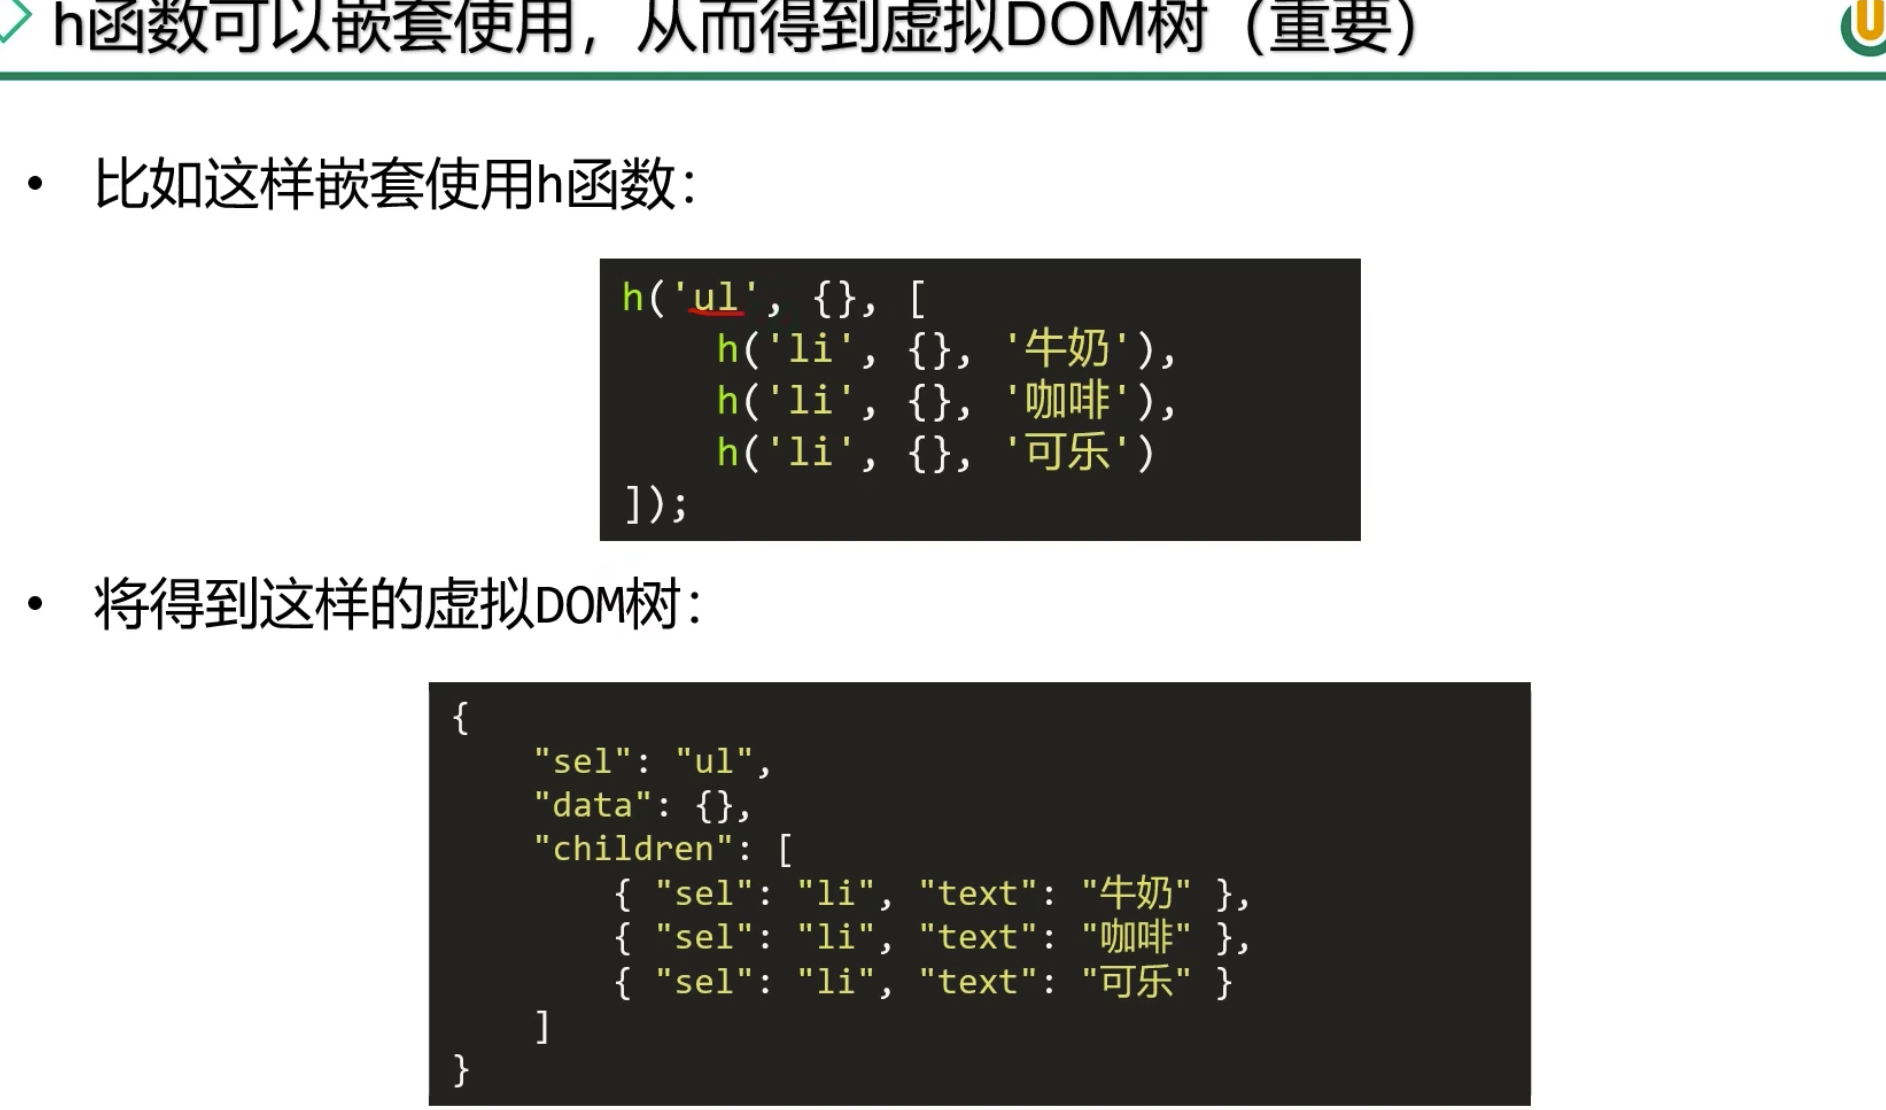 h函数可以嵌套使用，从而得到虚拟DOM树（重要）
U
• 比如这样嵌套使用h函数：
h('ul', {}, [
    h('li', {}, '牛奶'),
    h('li', {}, '咖啡'),
    h('li', {}, '可乐')
]);
• 将得到这样的虚拟DOM树：
{
    "sel": "ul",
    "data": {},
    "children": [
        { "sel": "li", "text": "牛奶" },
        { "sel": "li", "text": "咖啡" },
        { "sel": "li", "text": "可乐" }
    ]
}